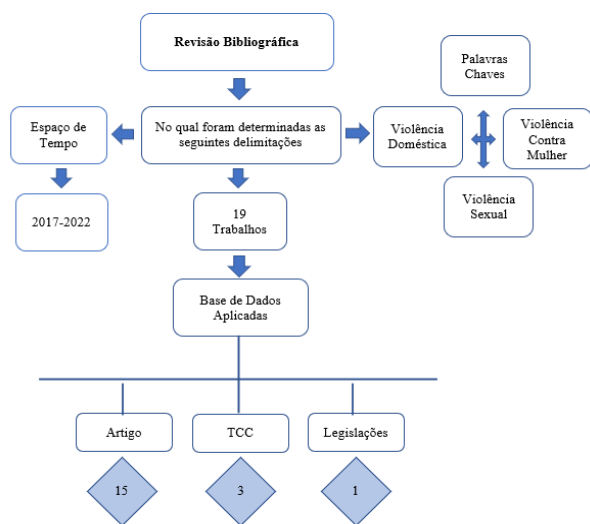 Revisão Bibliográfica
Palavras
Chaves
Espaço de
Tempo
No qual foram determinadas as
seguintes delimitações
Violência
Doméstica
Violência
Contra
Mulher
2017-2022
19
Trabalhos
Violência
Sexual
Base de Dados
Aplicadas
Artigo
TCC
Legislações
15
3
1